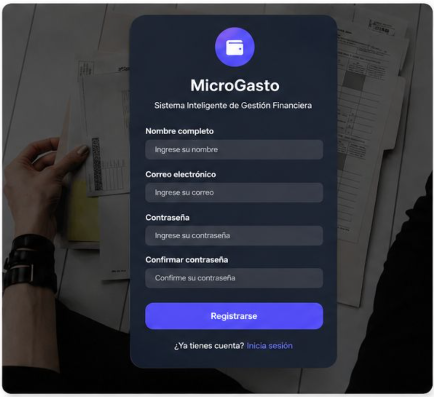 MicroGasto
Sistema Inteligente de Gestión Financiera
Nombre completo
Ingrese su nombre
Correo electrónico
Ingrese su correo
Contraseña
Ingrese su contraseña
Confirmar contraseña
Confirme su contraseña
Registrarse
¿Ya tienes cuenta? Inicia sesión